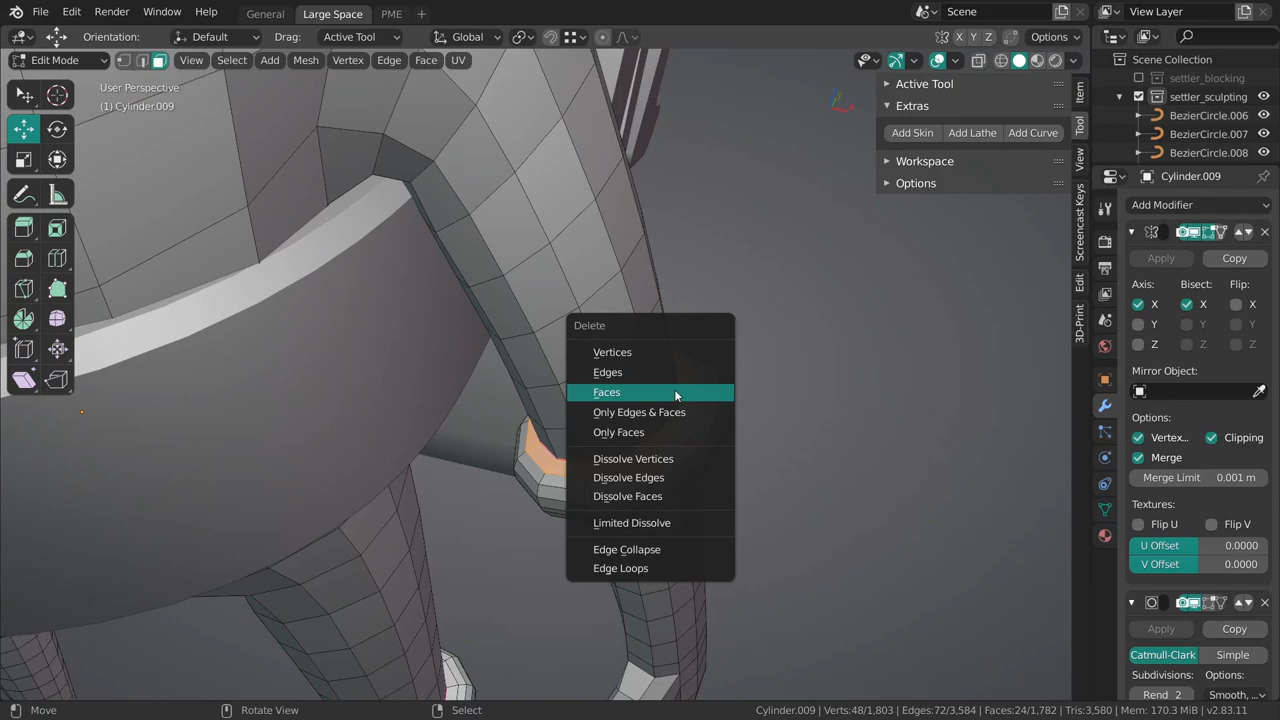 File Edit Render Window Help General Large Space PME + Scene View Layer
Orientation: Default Drag: Active Tool Global X Y Z Options
Edit Mode View Select Add Mesh Vertex Edge Face UV
User Perspective
(1) Cylinder.009
Active Tool
Extras
Add Skin Add Lathe Add Curve
Workspace
Options
Item
Tool
View
Screencast Keys
Edit
3D-Print
Scene Collection
settler_blocking
settler_sculpting
BezierCircle.006
BezierCircle.007
BezierCircle.008
Cylinder.009
Add Modifier
Apply Copy
Axis: Bisect: Flip:
X X X
Y Y Y
Z Z Z
Mirror Object:
Options:
Vertex... Clipping
Merge
Merge Limit 0.001 m
Textures:
Flip U Flip V
U Offset 0.0000
V Offset 0.0000
Apply Copy
Catmull-Clark Simple
Subdivisions: Options:
Rend 2 Smooth,...
Delete
Vertices
Edges
Faces
Only Edges & Faces
Only Faces
Dissolve Vertices
Dissolve Edges
Dissolve Faces
Limited Dissolve
Edge Collapse
Edge Loops
Move Rotate View Select Cylinder.009 | Verts:48/1,803 | Edges:72/3,584 | Faces:24/1,782 | Tris:3,580 | Mem: 170.3 MiB | v2.83.11